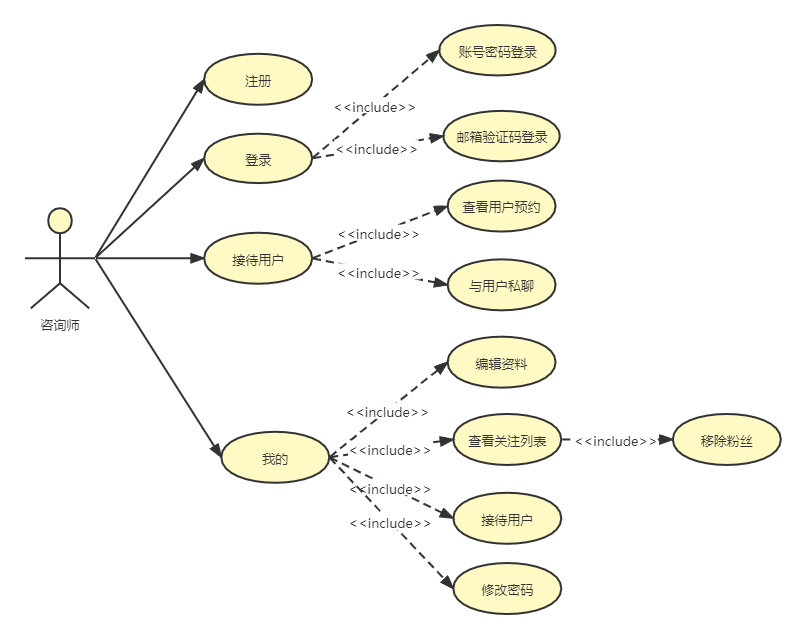 账号密码登录
注册
<<include>>
邮箱验证码登录
<<include>>
登录
查看用户预约
<<include>>
接待用户
<<include>>
与用户私聊
咨询师
编辑资料
<<include>>
查看关注列表
<<include>>
移除粉丝
<<include>>
我的
<<include>>
接待用户
<<include>>
修改密码